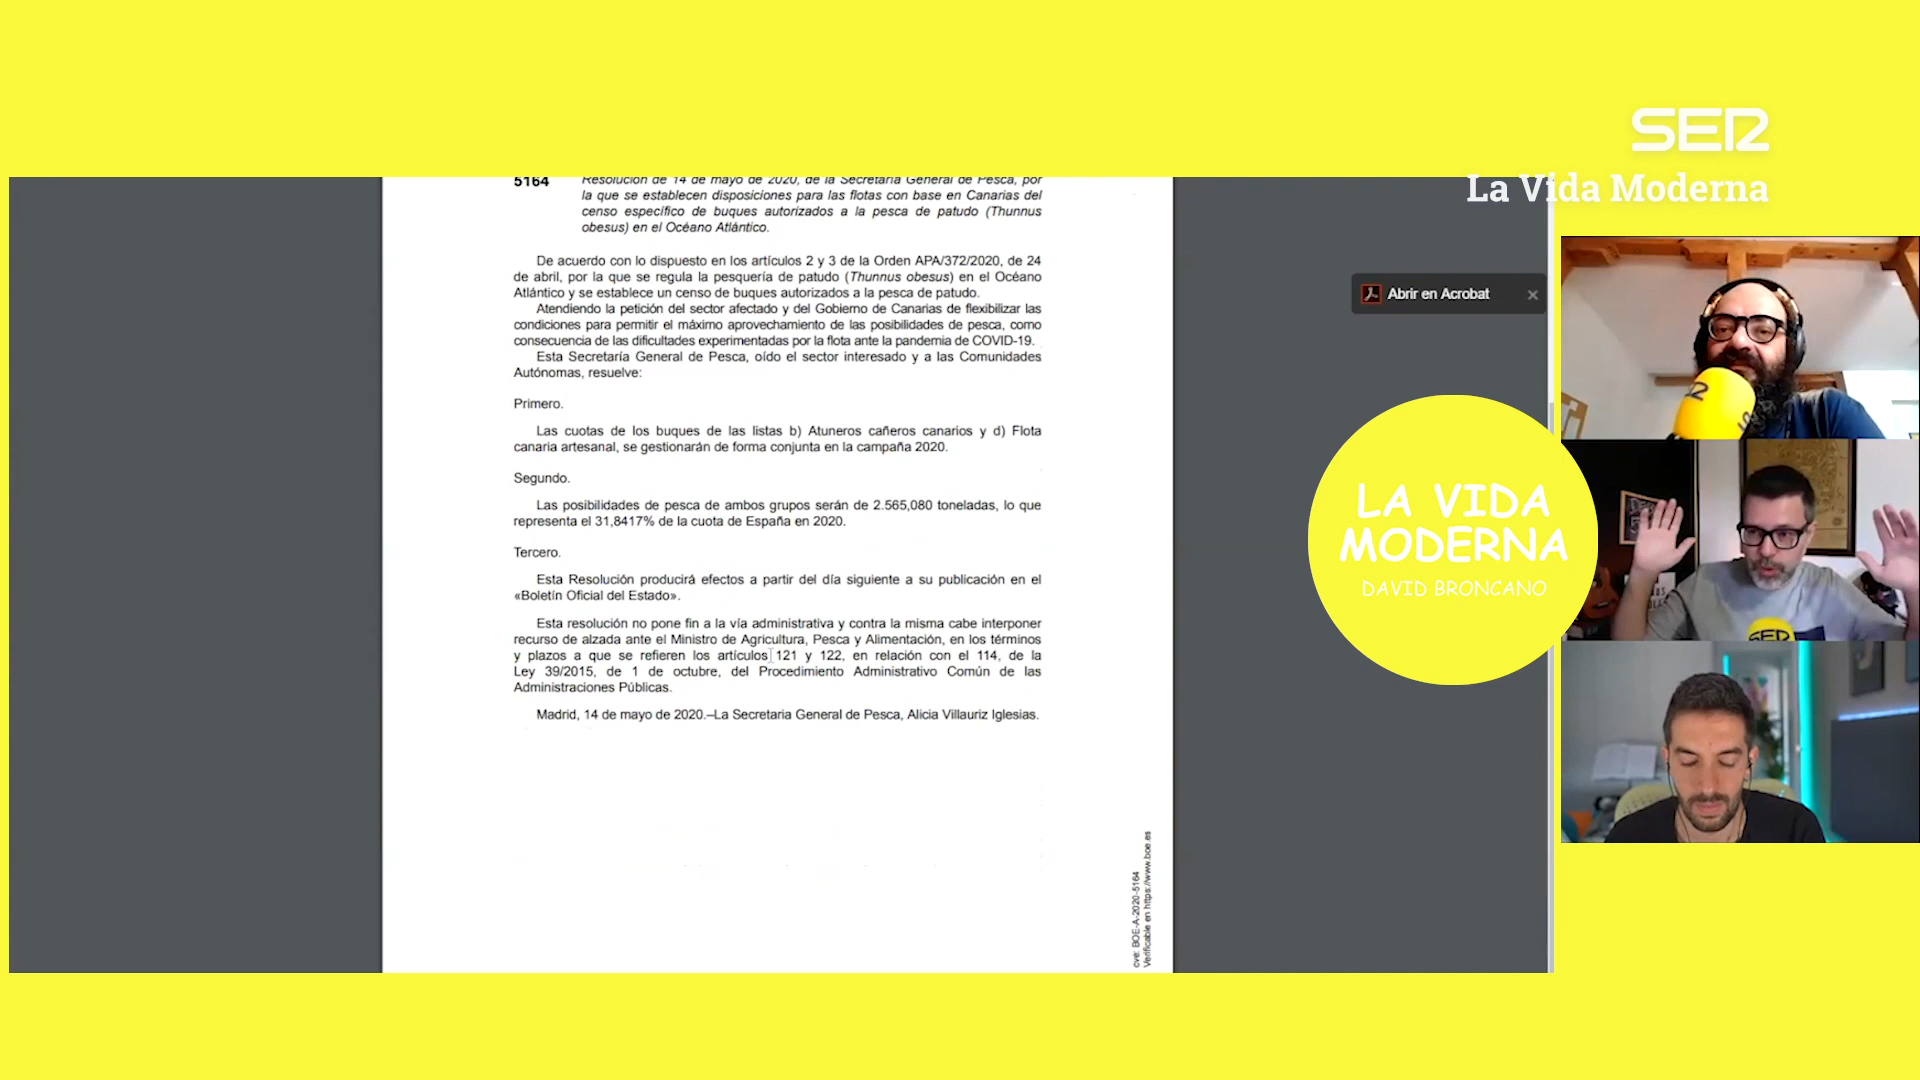 SER
La Vida Moderna
5164
Resolución de 14 de mayo de 2020, de la Secretaría General de Pesca, por
la que se establecen disposiciones para las flotas con base en Canarias del
censo específico de buques autorizados a la pesca de patudo (Thunnus
obesus) en el Océano Atlántico.
De acuerdo con lo dispuesto en los artículos 2 y 3 de la Orden APA/372/2020, de 24
de abril, por la que se regula la pesquería de patudo (Thunnus obesus) en el Océano
Atlántico y se establece un censo de buques autorizados a la pesca de patudo.
Atendiendo la petición del sector afectado y del Gobierno de Canarias de flexibilizar las
condiciones para permitir el máximo aprovechamiento de las posibilidades de pesca, como
consecuencia de las dificultades experimentadas por la flota ante la pandemia de COVID-19.
Esta Secretaría General de Pesca, oído el sector interesado y a las Comunidades
Autónomas, resuelve:
Primero.
Las cuotas de los buques de las listas b) Atuneros cañeros canarios y d) Flota
canaria artesanal, se gestionarán de forma conjunta en la campaña 2020.
Segundo.
Las posibilidades de pesca de ambos grupos serán de 2.565,080 toneladas, lo que
representa el 31,8417% de la cuota de España en 2020.
Tercero.
Esta Resolución producirá efectos a partir del día siguiente a su publicación en el
«Boletín Oficial del Estado».
Esta resolución no pone fin a la vía administrativa y contra la misma cabe interponer
recurso de alzada ante el Ministro de Agricultura, Pesca y Alimentación, en los términos
y plazos a que se refieren los artículos 121 y 122, en relación con el 114, de la
Ley 39/2015, de 1 de octubre, del Procedimiento Administrativo Común de las
Administraciones Públicas.
Madrid, 14 de mayo de 2020.–La Secretaria General de Pesca, Alicia Villauriz Iglesias.
cve: BOE-A-2020-5164
Verificable en https://www.boe.es
Abrir en Acrobat
LA VIDA
MODERNA
DAVID BRONCANO
SER